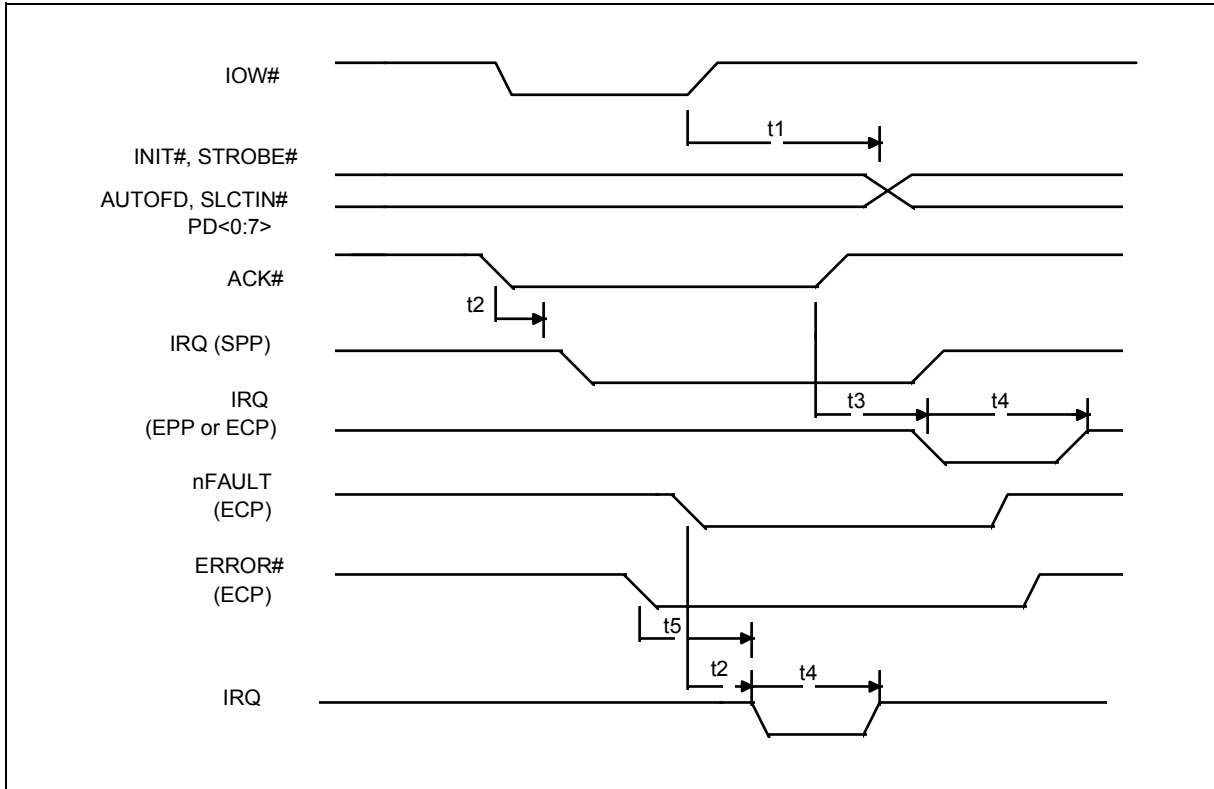 IOW#
t1
INIT#, STROBE#
AUTOFD, SLCTIN#
PD<0:7>
ACK#
t2
IRQ (SPP)
IRQ
(EPP or ECP)
t3
t4
nFAULT
(ECP)
ERROR#
(ECP)
t5
t2
t4
IRQ